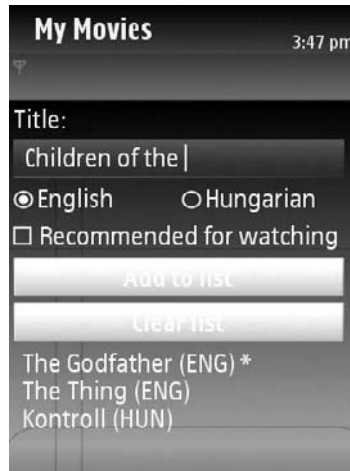 My Movies
3:47 pm
Title:
Children of the
English Hungarian
Recommended for watching
Add to list
Clear list
The Godfather (ENG) *
The Thing (ENG)
Kontroll (HUN)